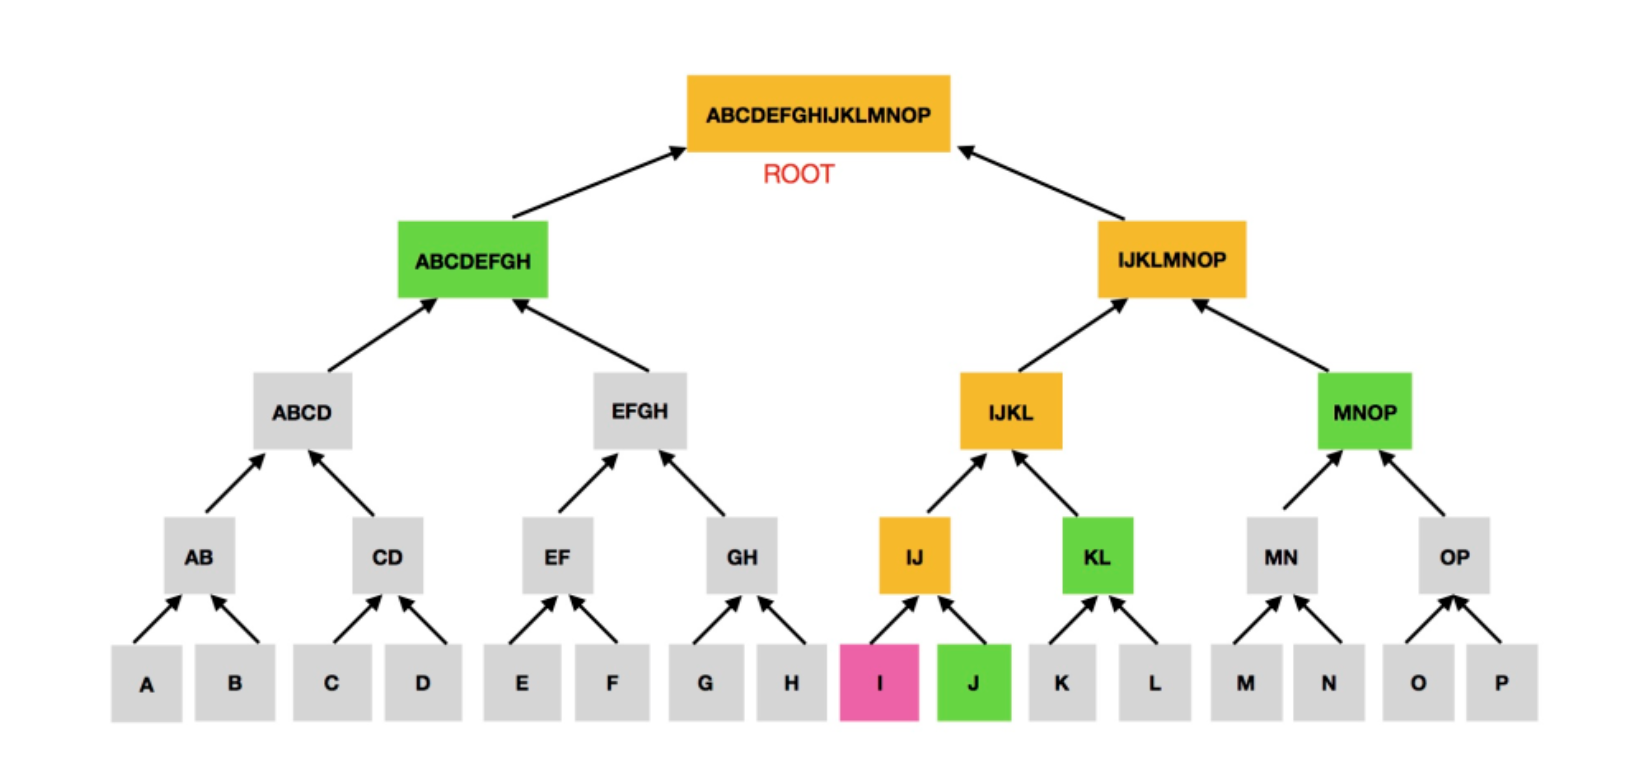 ABCDEFGHIJKLMNOP
ROOT
ABCDEFGH
IJKLMNOP
ABCD
EFGH
IJKL
MNOP
AB
CD
EF
GH
IJ
KL
MN
OP
A
B
C
D
E
F
G
H
I
J
K
L
M
N
O
P